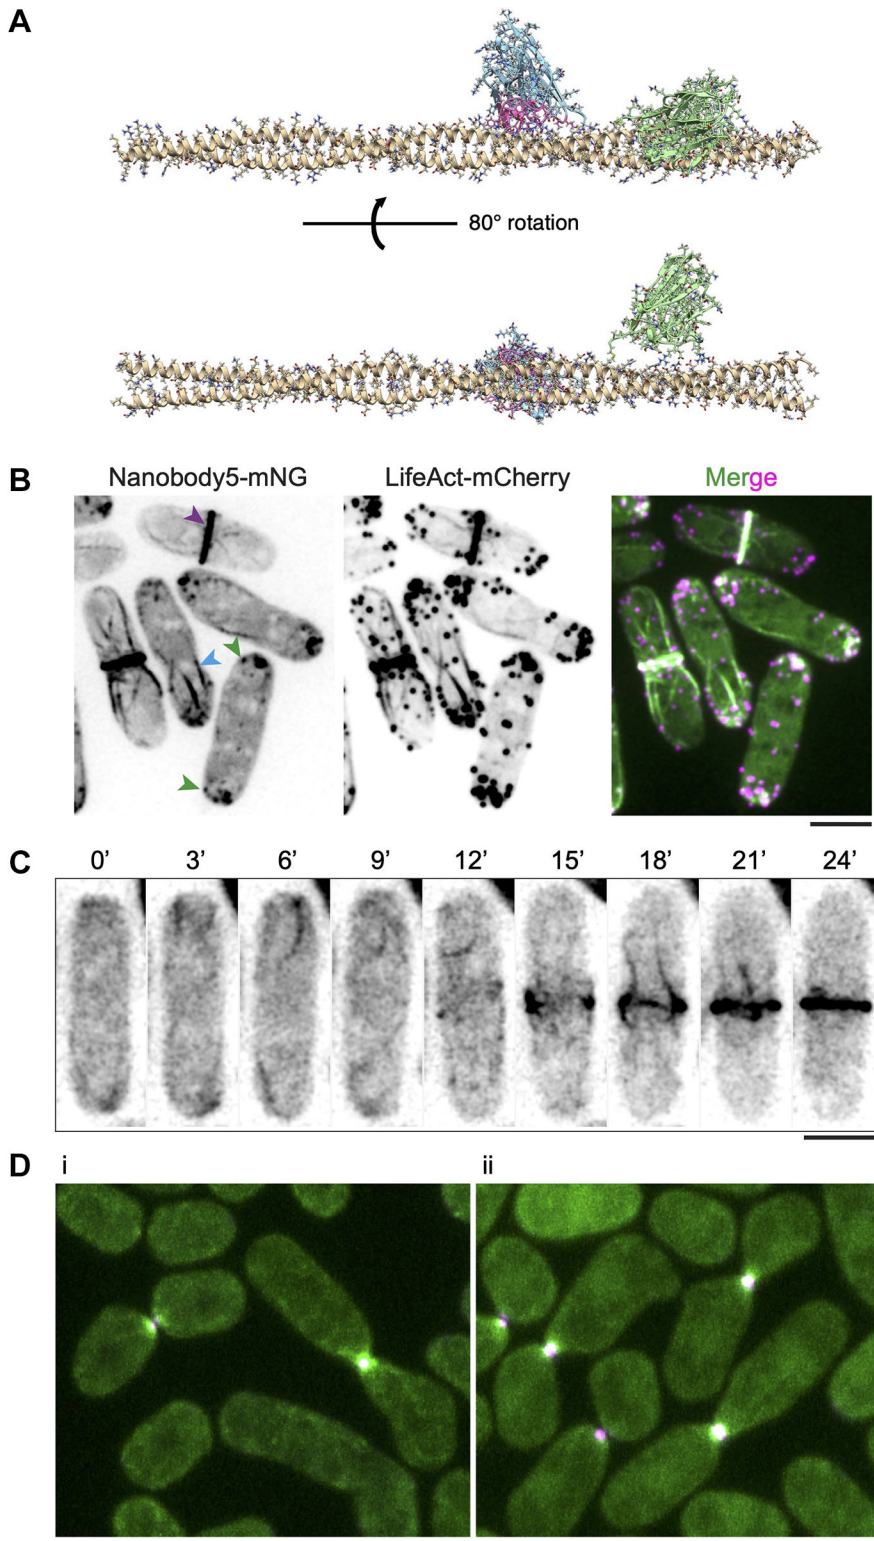 A
80° rotation
B
Nanobody5-mNG LifeAct-mCherry Merge
C
0’ 3’ 6’ 9’ 12’ 15’ 18’ 21’ 24’
D
i ii